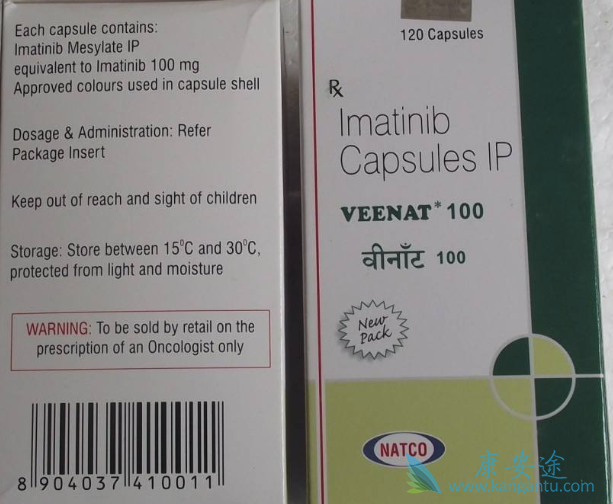 Each capsule contains:
Imatinib Mesylate IP
equivalent to Imatinib 100 mg
Approved colours used in capsule shell
Dosage & Administration: Refer
Package Insert
Keep out of reach and sight of children
Storage: Store between 15°C and 30°C,
protected from light and moisture
WARNING: To be sold by retail on the
prescription of an Oncologist only
8 904037 410011
120 Capsules
℞
Imatinib
Capsules IP
VEENAT* 100
वीनाँट 100
New
Pack
NATCO
康安途
www.kanantu.com